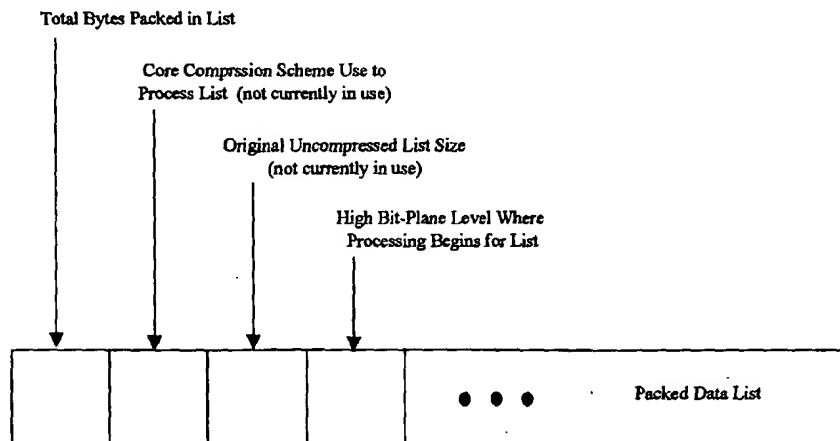 Total Bytes Packed in List
Core Comprssion Scheme Use to
Process List (not currently in use)
Original Uncompressed List Size
(not currently in use)
High Bit-Plane Level Where
Processing Begins for List
Packed Data List